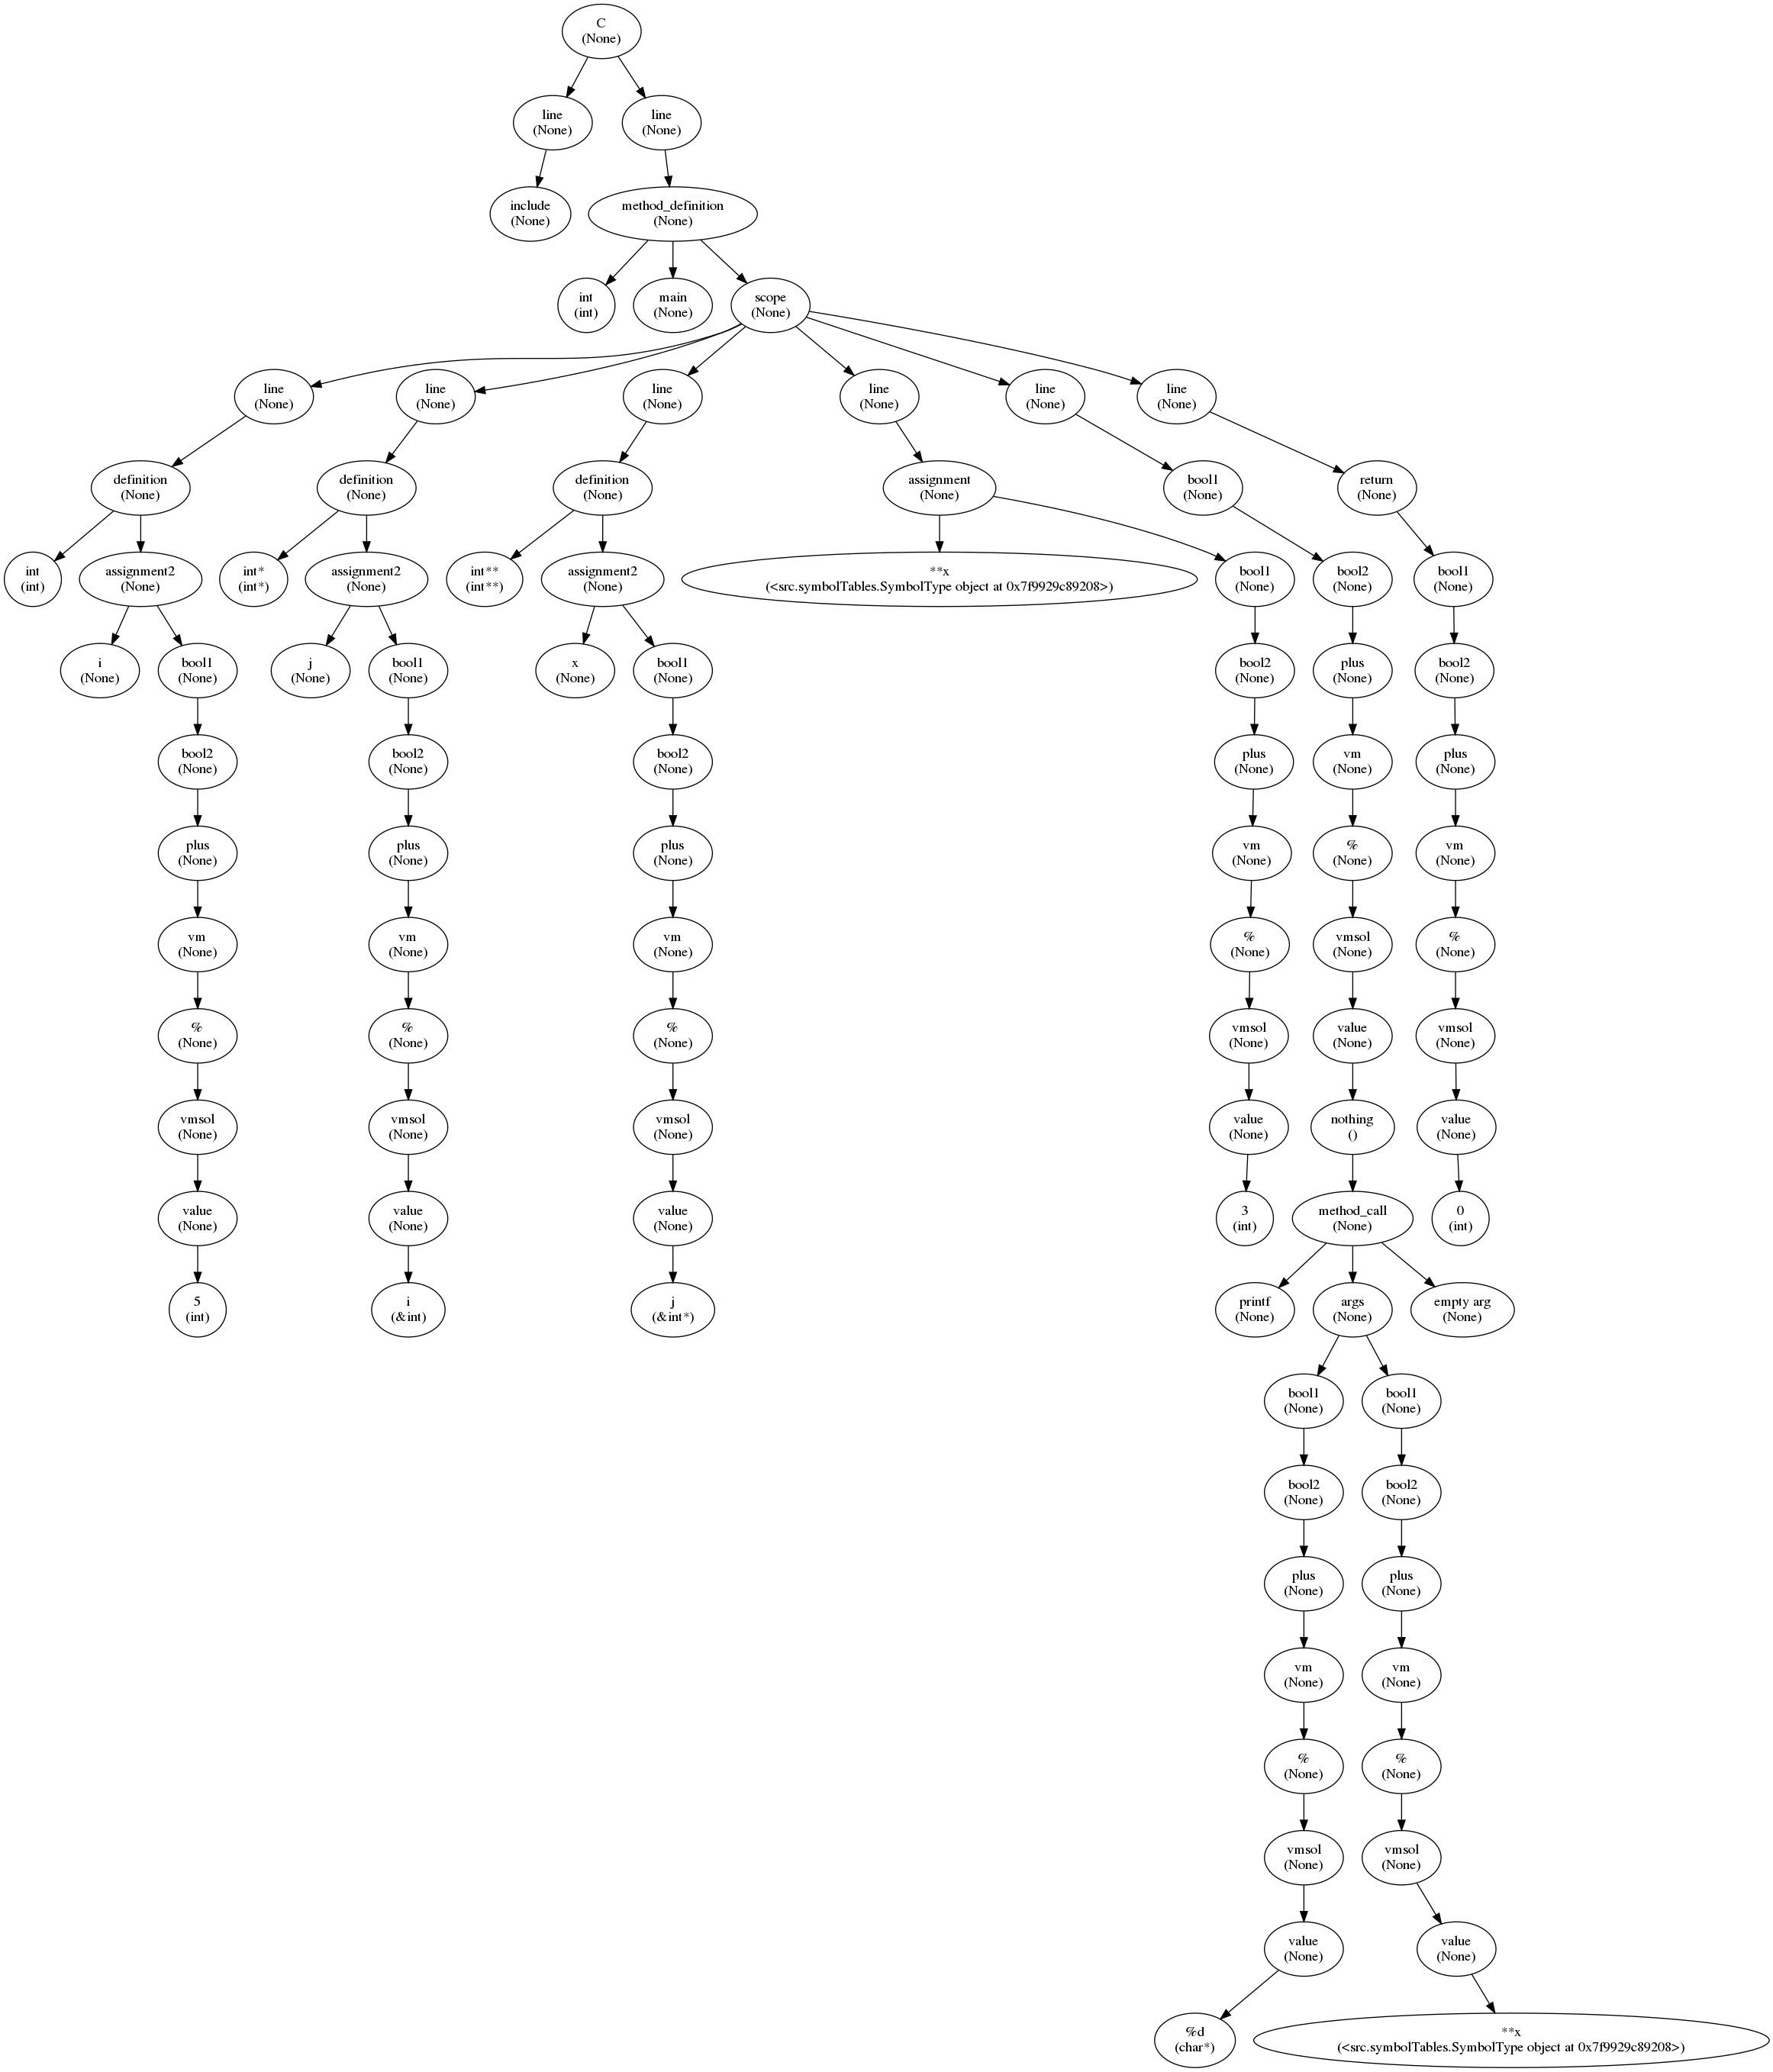 C
(None)
line
(None)
line
(None)
include
(None)
method_definition
(None)
int
(int)
main
(None)
scope
(None)
line
(None)
line
(None)
line
(None)
line
(None)
line
(None)
line
(None)
definition
(None)
definition
(None)
definition
(None)
assignment
(None)
bool1
(None)
return
(None)
int
(int)
assignment2
(None)
int*
(int*)
assignment2
(None)
int**
(int**)
assignment2
(None)
**x
(<src.symbolTables.SymbolType object at 0x7f9929c89208>)
bool1
(None)
bool2
(None)
bool1
(None)
i
(None)
bool1
(None)
j
(None)
bool1
(None)
x
(None)
bool1
(None)
bool2
(None)
plus
(None)
bool2
(None)
bool2
(None)
bool2
(None)
bool2
(None)
plus
(None)
vm
(None)
plus
(None)
plus
(None)
plus
(None)
plus
(None)
vm
(None)
%
(None)
vm
(None)
vm
(None)
vm
(None)
vm
(None)
%
(None)
vmsol
(None)
%
(None)
%
(None)
%
(None)
%
(None)
vmsol
(None)
value
(None)
vmsol
(None)
vmsol
(None)
vmsol
(None)
vmsol
(None)
value
(None)
nothing
()
value
(None)
value
(None)
value
(None)
value
(None)
3
(int)
method_call
(None)
0
(int)
5
(int)
i
(&int)
j
(&int*)
printf
(None)
args
(None)
empty arg
(None)
bool1
(None)
bool1
(None)
bool2
(None)
bool2
(None)
plus
(None)
plus
(None)
vm
(None)
vm
(None)
%
(None)
%
(None)
vmsol
(None)
vmsol
(None)
value
(None)
value
(None)
%d
(char*)
**x
(<src.symbolTables.SymbolType object at 0x7f9929c89208>)